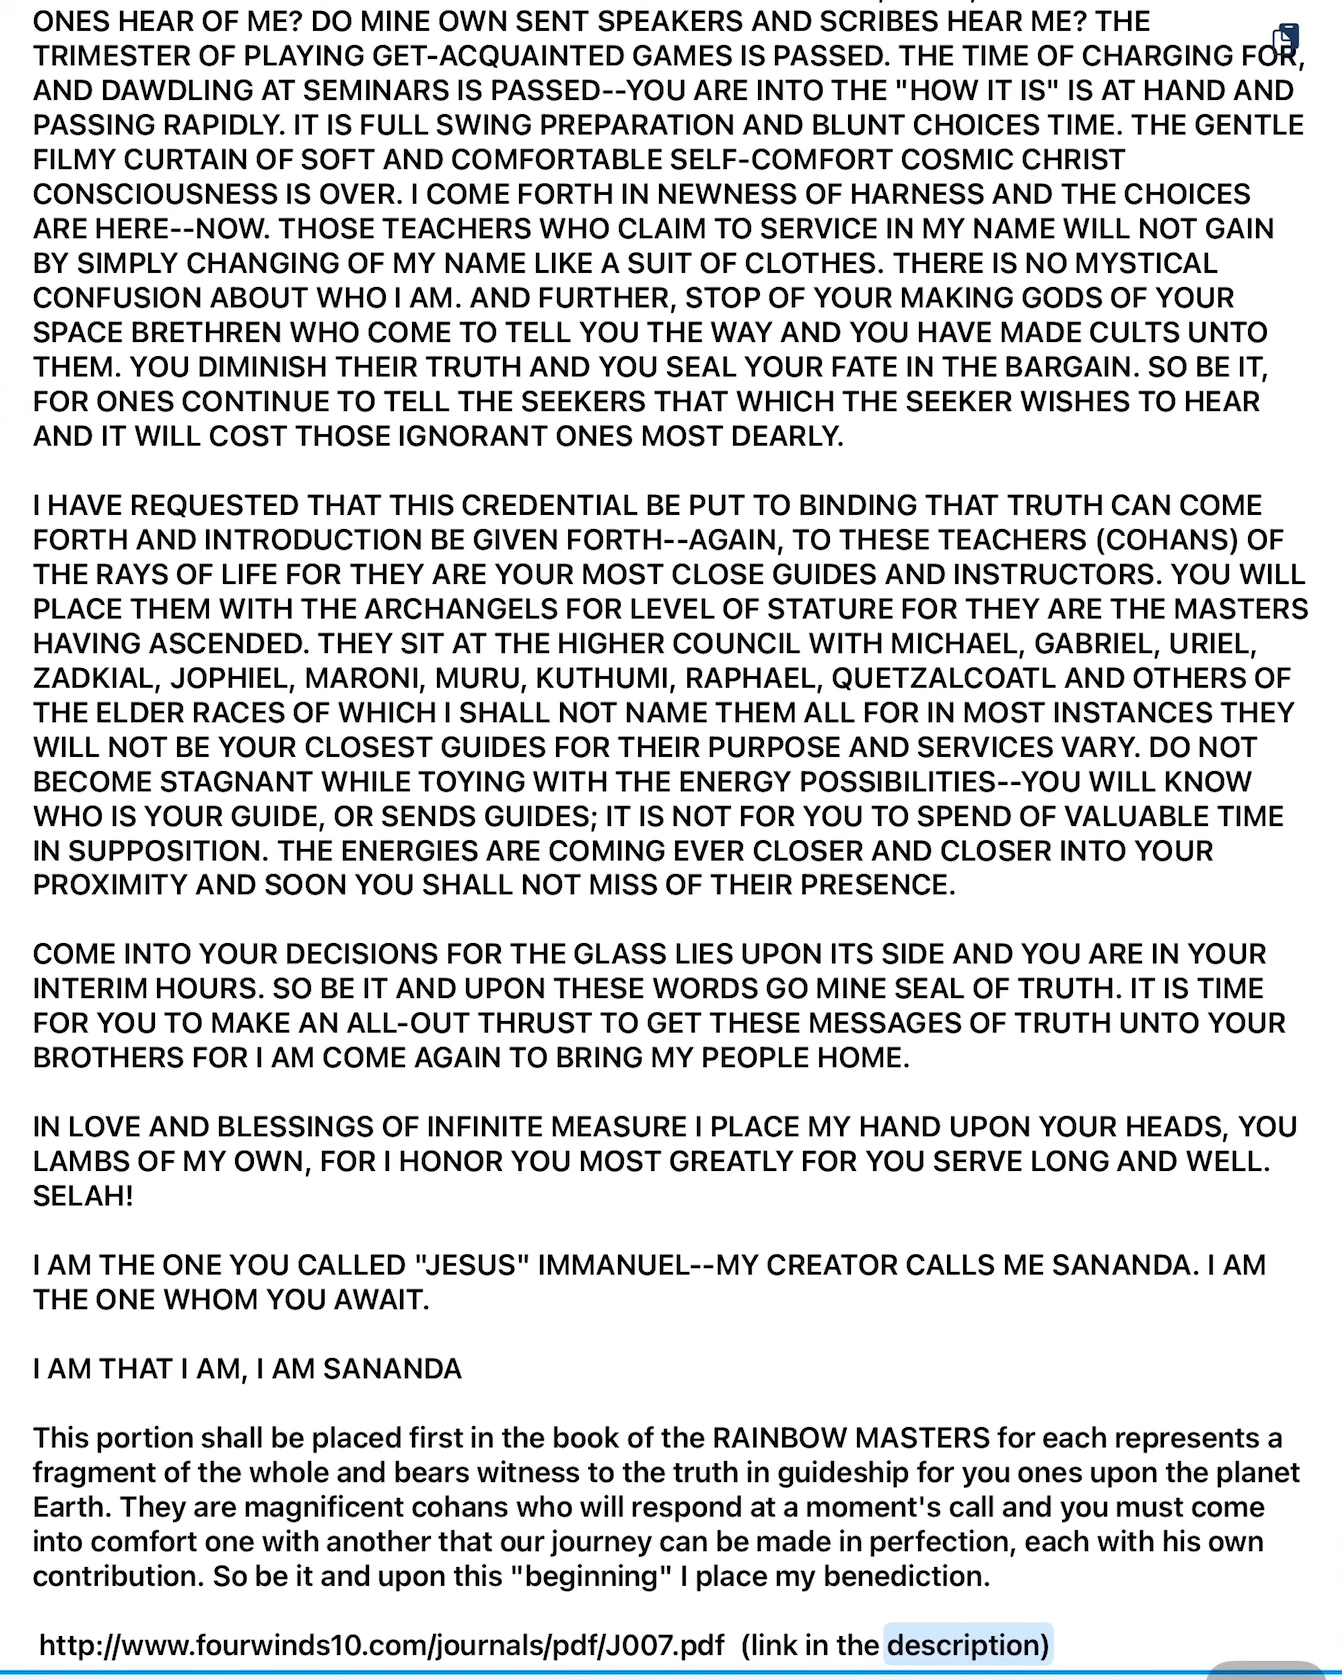 ONES HEAR OF ME? DO MINE OWN SENT SPEAKERS AND SCRIBES HEAR ME? THE
TRIMESTER OF PLAYING GET-ACQUAINTED GAMES IS PASSED. THE TIME OF CHARGING FOR,
AND DAWDLING AT SEMINARS IS PASSED--YOU ARE INTO THE "HOW IT IS" IS AT HAND AND
PASSING RAPIDLY. IT IS FULL SWING PREPARATION AND BLUNT CHOICES TIME. THE GENTLE
FILMY CURTAIN OF SOFT AND COMFORTABLE SELF-COMFORT COSMIC CHRIST
CONSCIOUSNESS IS OVER. I COME FORTH IN NEWNESS OF HARNESS AND THE CHOICES
ARE HERE--NOW. THOSE TEACHERS WHO CLAIM TO SERVICE IN MY NAME WILL NOT GAIN
BY SIMPLY CHANGING OF MY NAME LIKE A SUIT OF CLOTHES. THERE IS NO MYSTICAL
CONFUSION ABOUT WHO I AM. AND FURTHER, STOP OF YOUR MAKING GODS OF YOUR
SPACE BRETHREN WHO COME TO TELL YOU THE WAY AND YOU HAVE MADE CULTS UNTO
THEM. YOU DIMINISH THEIR TRUTH AND YOU SEAL YOUR FATE IN THE BARGAIN. SO BE IT,
FOR ONES CONTINUE TO TELL THE SEEKERS THAT WHICH THE SEEKER WISHES TO HEAR
AND IT WILL COST THOSE IGNORANT ONES MOST DEARLY.

I HAVE REQUESTED THAT THIS CREDENTIAL BE PUT TO BINDING THAT TRUTH CAN COME
FORTH AND INTRODUCTION BE GIVEN FORTH--AGAIN, TO THESE TEACHERS (COHANS) OF
THE RAYS OF LIFE FOR THEY ARE YOUR MOST CLOSE GUIDES AND INSTRUCTORS. YOU WILL
PLACE THEM WITH THE ARCHANGELS FOR LEVEL OF STATURE FOR THEY ARE THE MASTERS
HAVING ASCENDED. THEY SIT AT THE HIGHER COUNCIL WITH MICHAEL, GABRIEL, URIEL,
ZADKIAL, JOPHIEL, MARONI, MURU, KUTHUMI, RAPHAEL, QUETZALCOATL AND OTHERS OF
THE ELDER RACES OF WHICH I SHALL NOT NAME THEM ALL FOR IN MOST INSTANCES THEY
WILL NOT BE YOUR CLOSEST GUIDES FOR THEIR PURPOSE AND SERVICES VARY. DO NOT
BECOME STAGNANT WHILE TOYING WITH THE ENERGY POSSIBILITIES--YOU WILL KNOW
WHO IS YOUR GUIDE, OR SENDS GUIDES; IT IS NOT FOR YOU TO SPEND OF VALUABLE TIME
IN SUPPOSITION. THE ENERGIES ARE COMING EVER CLOSER AND CLOSER INTO YOUR
PROXIMITY AND SOON YOU SHALL NOT MISS OF THEIR PRESENCE.

COME INTO YOUR DECISIONS FOR THE GLASS LIES UPON ITS SIDE AND YOU ARE IN YOUR
INTERIM HOURS. SO BE IT AND UPON THESE WORDS GO MINE SEAL OF TRUTH. IT IS TIME
FOR YOU TO MAKE AN ALL-OUT THRUST TO GET THESE MESSAGES OF TRUTH UNTO YOUR
BROTHERS FOR I AM COME AGAIN TO BRING MY PEOPLE HOME.

IN LOVE AND BLESSINGS OF INFINITE MEASURE I PLACE MY HAND UPON YOUR HEADS, YOU
LAMBS OF MY OWN, FOR I HONOR YOU MOST GREATLY FOR YOU SERVE LONG AND WELL.
SELAH!

I AM THE ONE YOU CALLED "JESUS" IMMANUEL--MY CREATOR CALLS ME SANANDA. I AM
THE ONE WHOM YOU AWAIT.

I AM THAT I AM, I AM SANANDA

This portion shall be placed first in the book of the RAINBOW MASTERS for each represents a
fragment of the whole and bears witness to the truth in guideship for you ones upon the planet
Earth. They are magnificent cohans who will respond at a moment's call and you must come
into comfort one with another that our journey can be made in perfection, each with his own
contribution. So be it and upon this "beginning" I place my benediction.

http://www.fourwinds10.com/journals/pdf/J007.pdf (link in the description)